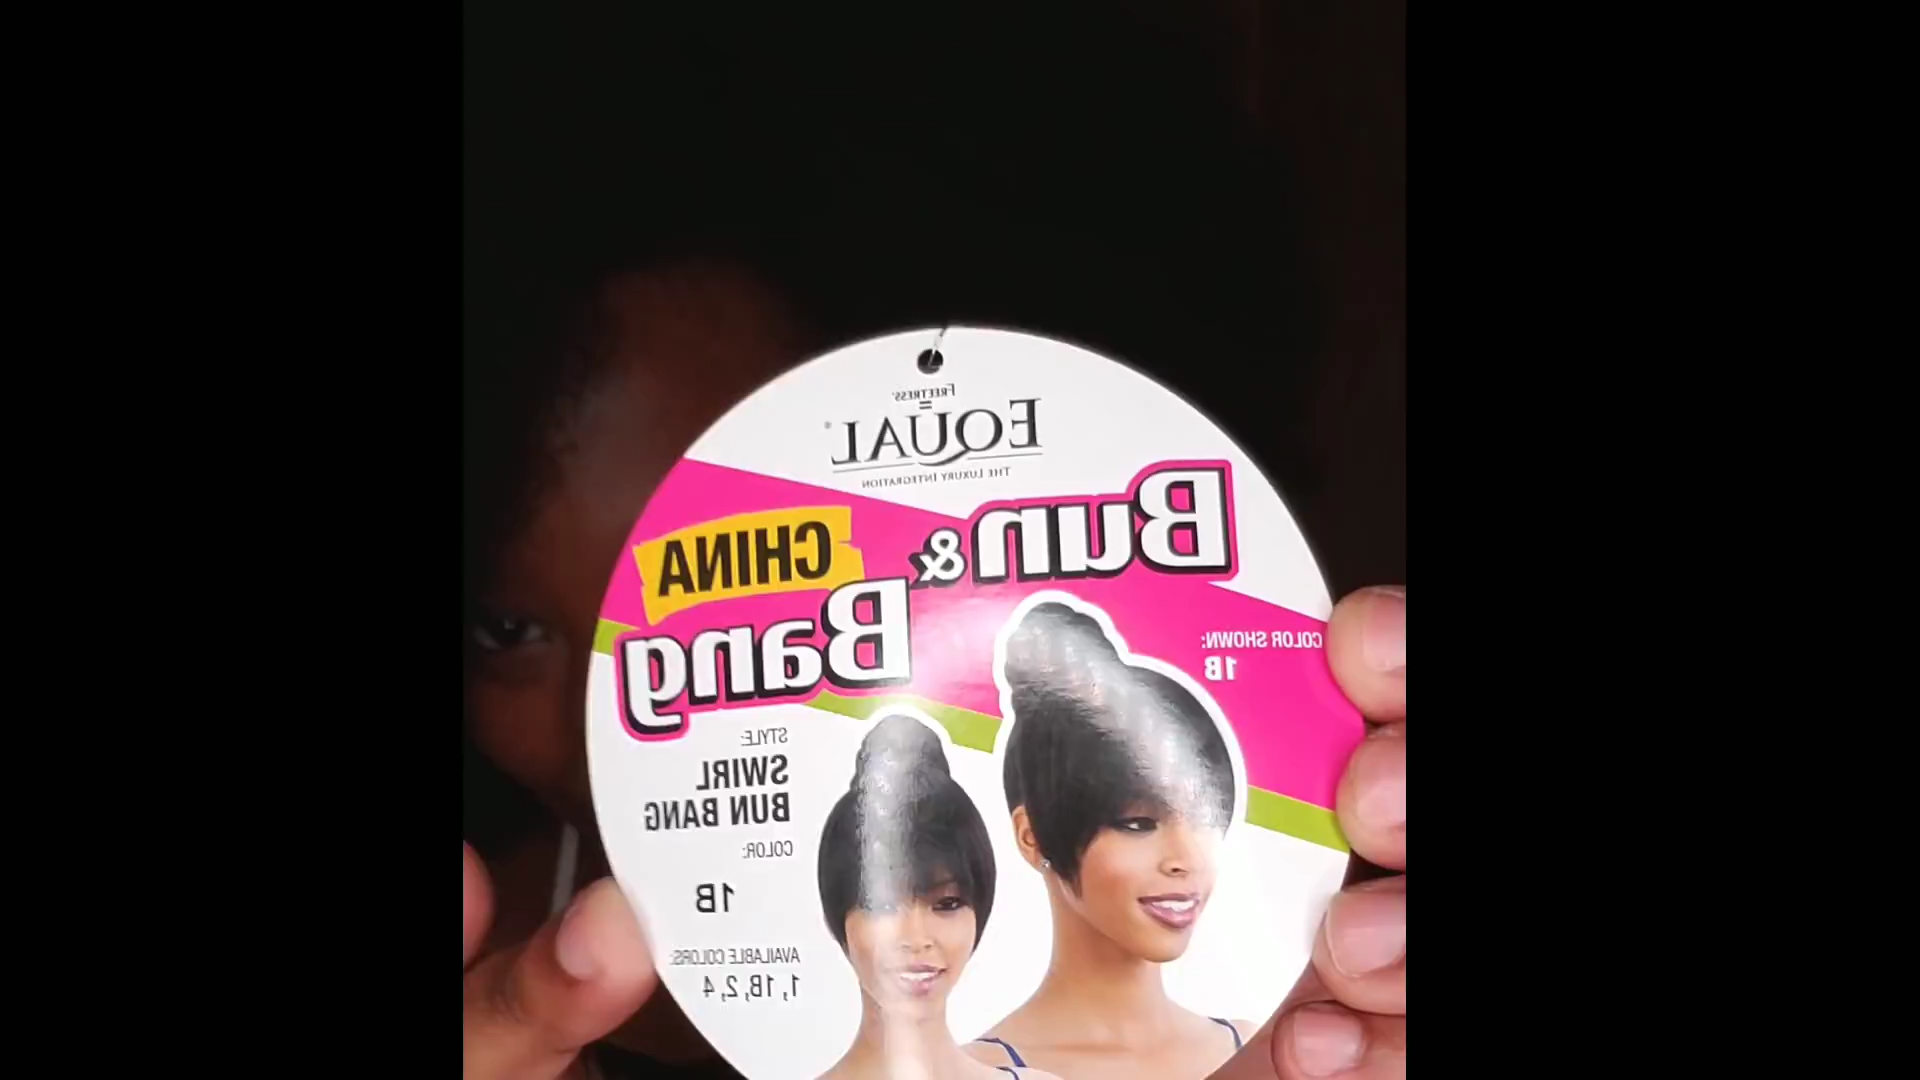 FREETRESS®
=
EQUAL®
THE LUXURY INTEGRATION
Bun &
CHINA
Bang
COLOR SHOWN:
1B
STYLE:
SWIRL
BUN BANG
COLOR:
1B
AVAILABLE COLORS:
1, 1B, 2, 4